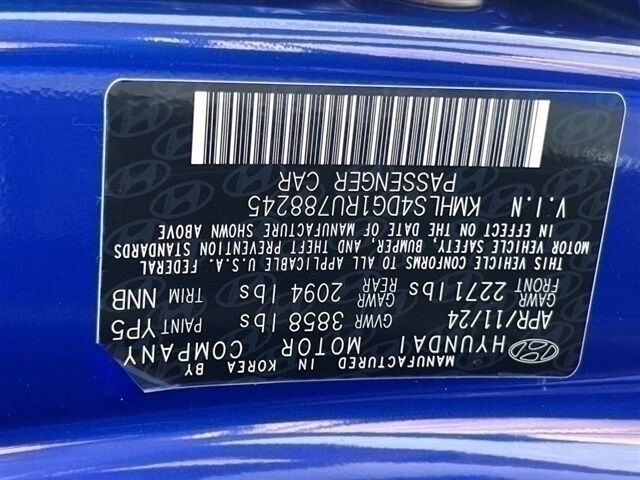 MANUFACTURED IN KOREA BY
HYUNDAI MOTOR COMPANY
APR/11/24 GVWR 3858 lbs PAINT YP5
GAWR FRONT 2271 lbs GAWR REAR 2094 lbs TRIM NNB
THIS VEHICLE CONFORMS TO ALL APPLICABLE U.S.A. FEDERAL
MOTOR VEHICLE SAFETY, BUMPER, AND THEFT PREVENTION STANDARDS
IN EFFECT ON THE DATE OF MANUFACTURE SHOWN ABOVE
V.I.N KMHLS4DG1RU788245
PASSENGER CAR